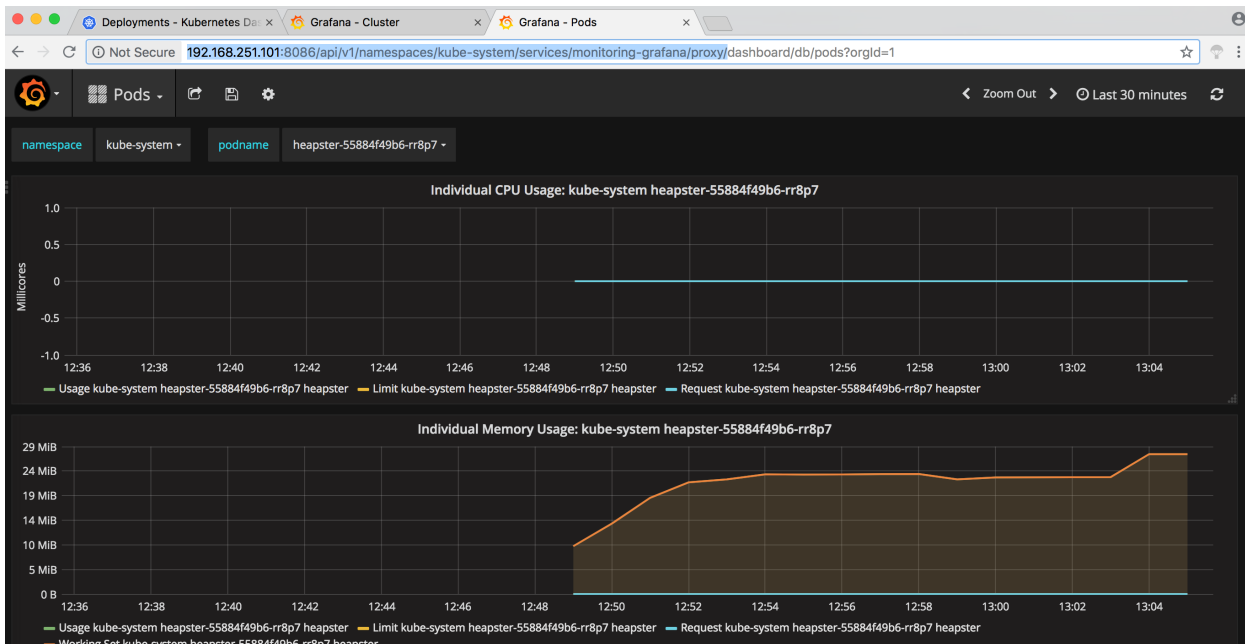 Deployments - Kubernetes Da
Grafana - Cluster
Grafana - Pods
Not Secure 192.168.251.101:8086/api/v1/namespaces/kube-system/services/monitoring-grafana/proxy/dashboard/db/pods?orgId=1
Pods
Zoom Out
Last 30 minutes
namespace kube-system podname heapster-55884f49b6-rr8p7
Individual CPU Usage: kube-system heapster-55884f49b6-rr8p7
Millicores
1.0
0.5
0
-0.5
-1.0
12:36 12:38 12:40 12:42 12:44 12:46 12:48 12:50 12:52 12:54 12:56 12:58 13:00 13:02 13:04
Usage kube-system heapster-55884f49b6-rr8p7 heapster Limit kube-system heapster-55884f49b6-rr8p7 heapster Request kube-system heapster-55884f49b6-rr8p7 heapster
Individual Memory Usage: kube-system heapster-55884f49b6-rr8p7
29 MiB
24 MiB
19 MiB
14 MiB
10 MiB
5 MiB
0 B
12:36 12:38 12:40 12:42 12:44 12:46 12:48 12:50 12:52 12:54 12:56 12:58 13:00 13:02 13:04
Usage kube-system heapster-55884f49b6-rr8p7 heapster Limit kube-system heapster-55884f49b6-rr8p7 heapster Request kube-system heapster-55884f49b6-rr8p7 heapster
Working Set kube-system heapster-55884f49b6-rr8p7 heapster